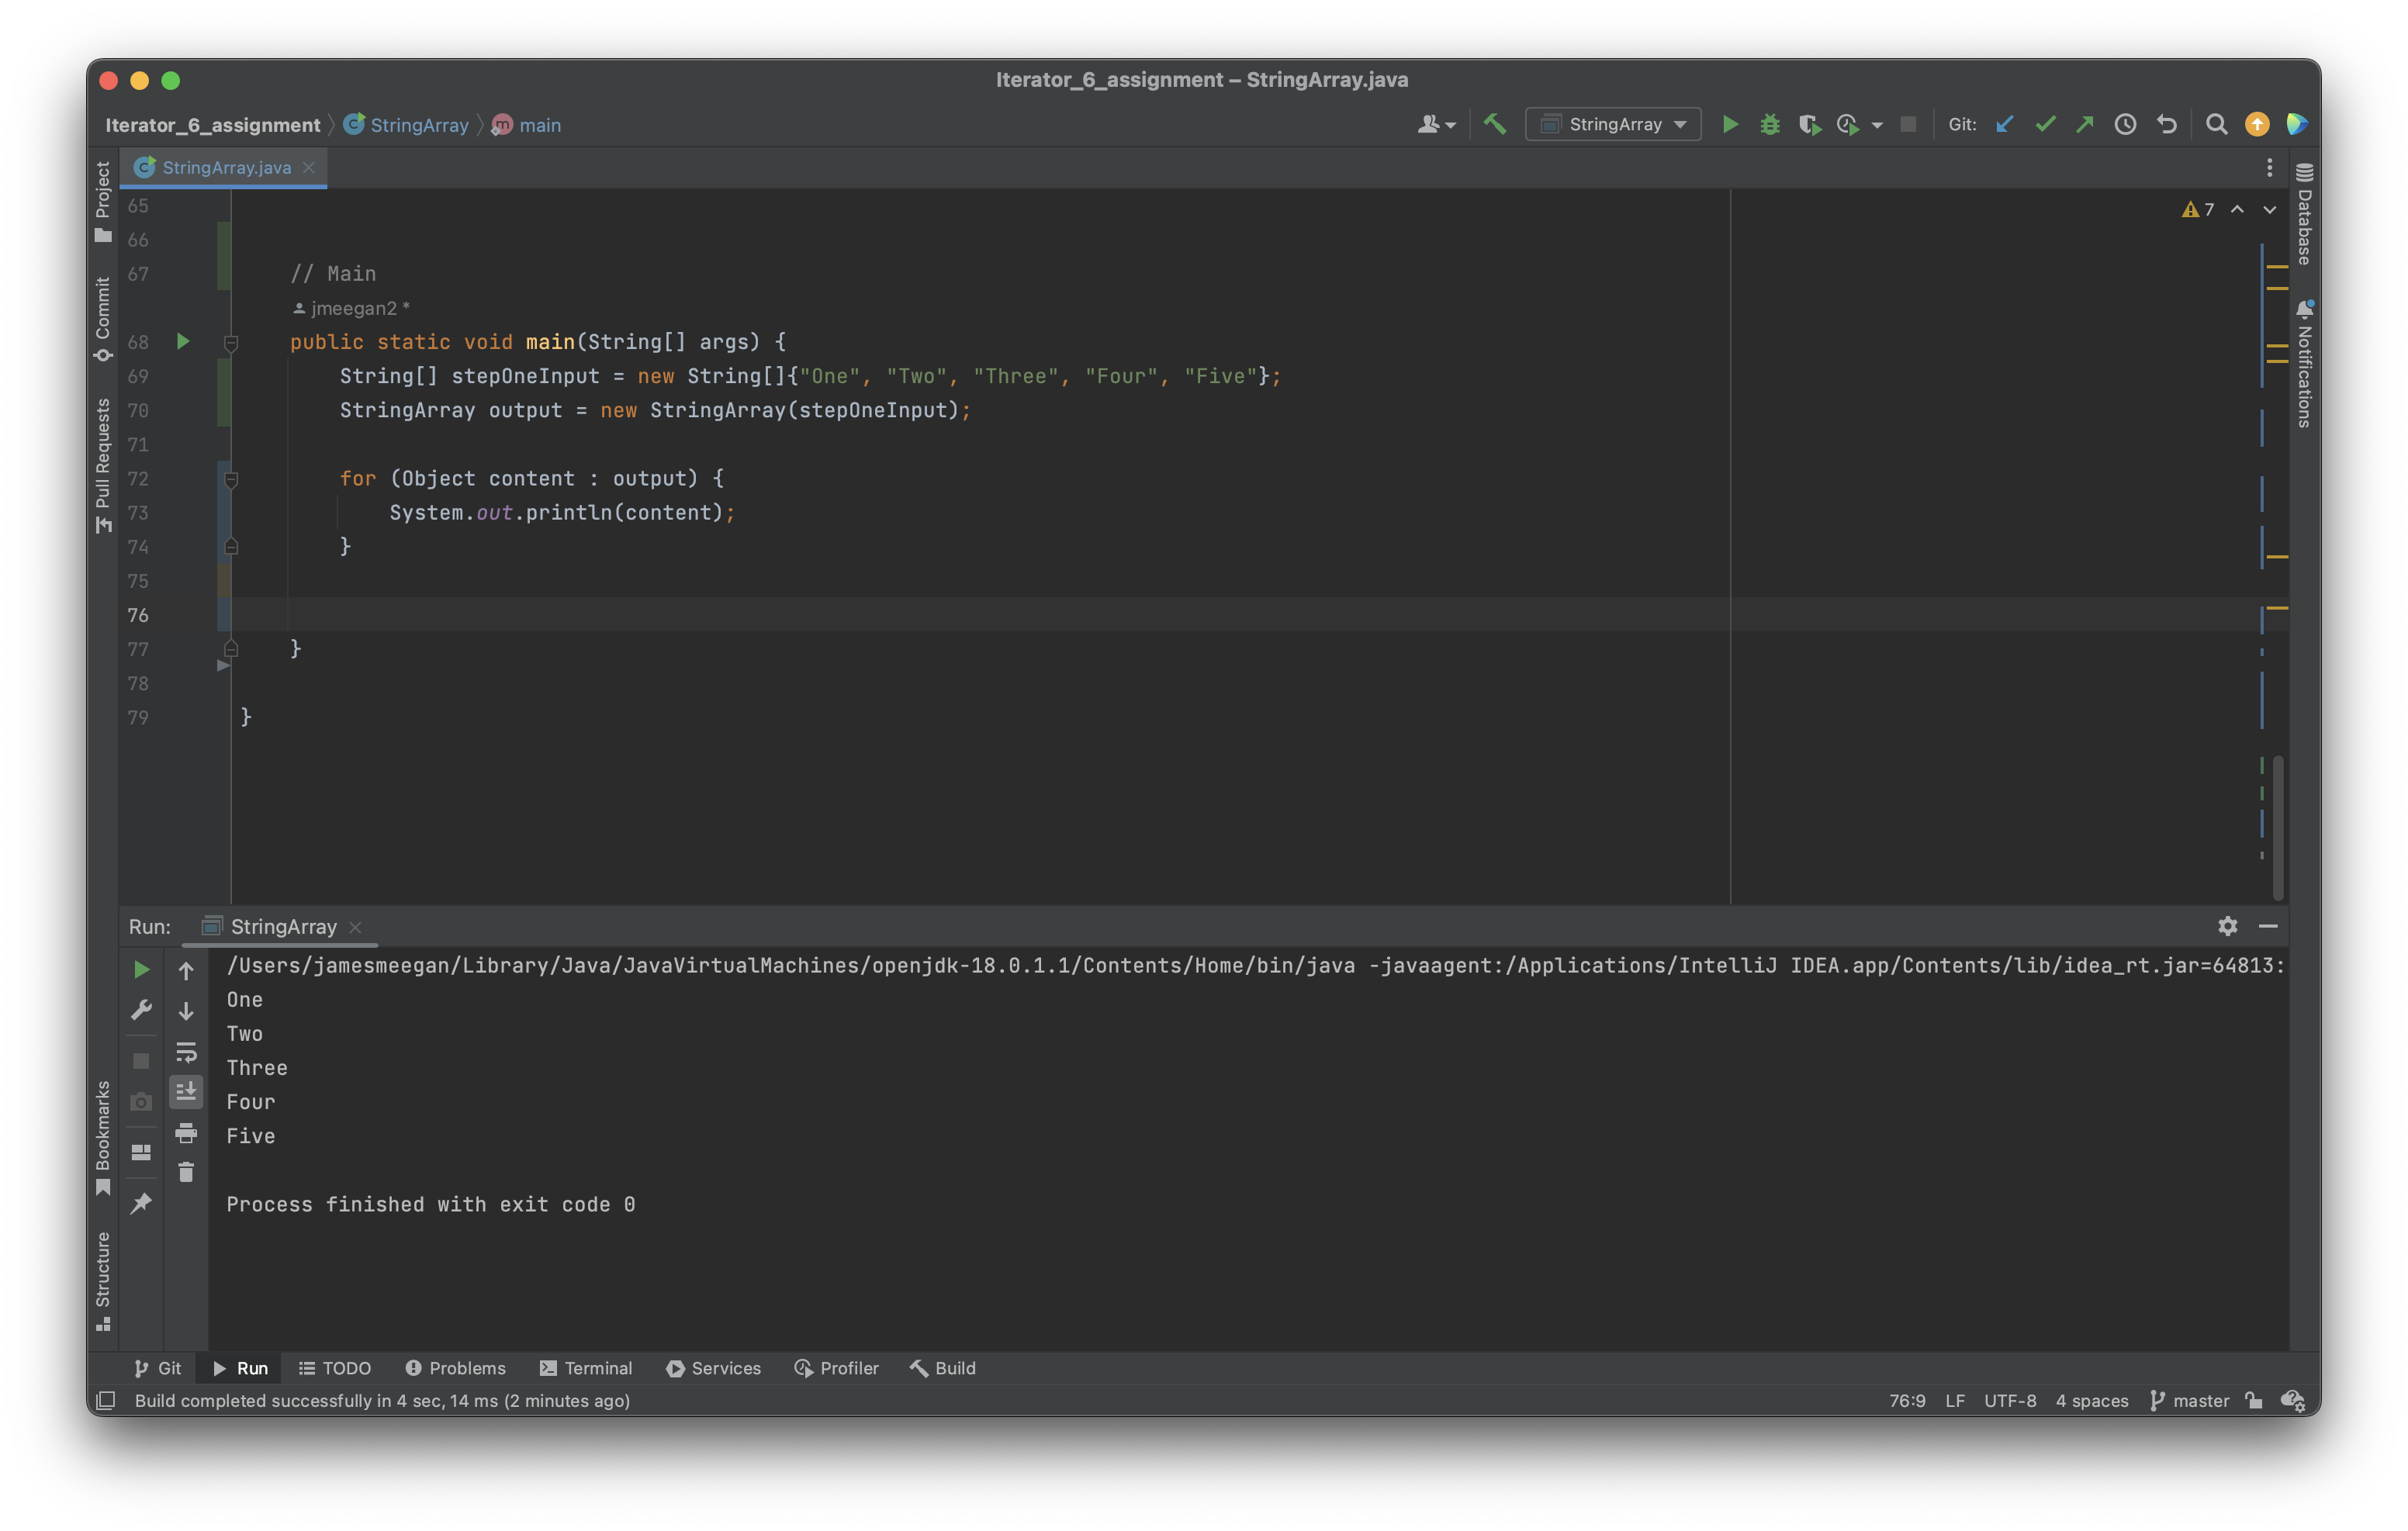 Iterator_6_assignment – StringArray.java
Iterator_6_assignment StringArray main
StringArray
Git:
StringArray.java
Project
Commit
Pull Requests
Bookmarks
Structure
Database
Notifications
7
65
66
67 // Main
jmeegan2 *
68 public static void main(String[] args) {
69 String[] stepOneInput = new String[]{"One", "Two", "Three", "Four", "Five"};
70 StringArray output = new StringArray(stepOneInput);
71
72 for (Object content : output) {
73 System.out.println(content);
74 }
75
76
77 }
78
79 }
Run: StringArray
/Users/jamesmeegan/Library/Java/JavaVirtualMachines/openjdk-18.0.1.1/Contents/Home/bin/java -javaagent:/Applications/IntelliJ IDEA.app/Contents/lib/idea_rt.jar=64813:
One
Two
Three
Four
Five
Process finished with exit code 0
Git Run TODO Problems Terminal Services Profiler Build
Build completed successfully in 4 sec, 14 ms (2 minutes ago)
76:9 LF UTF-8 4 spaces master